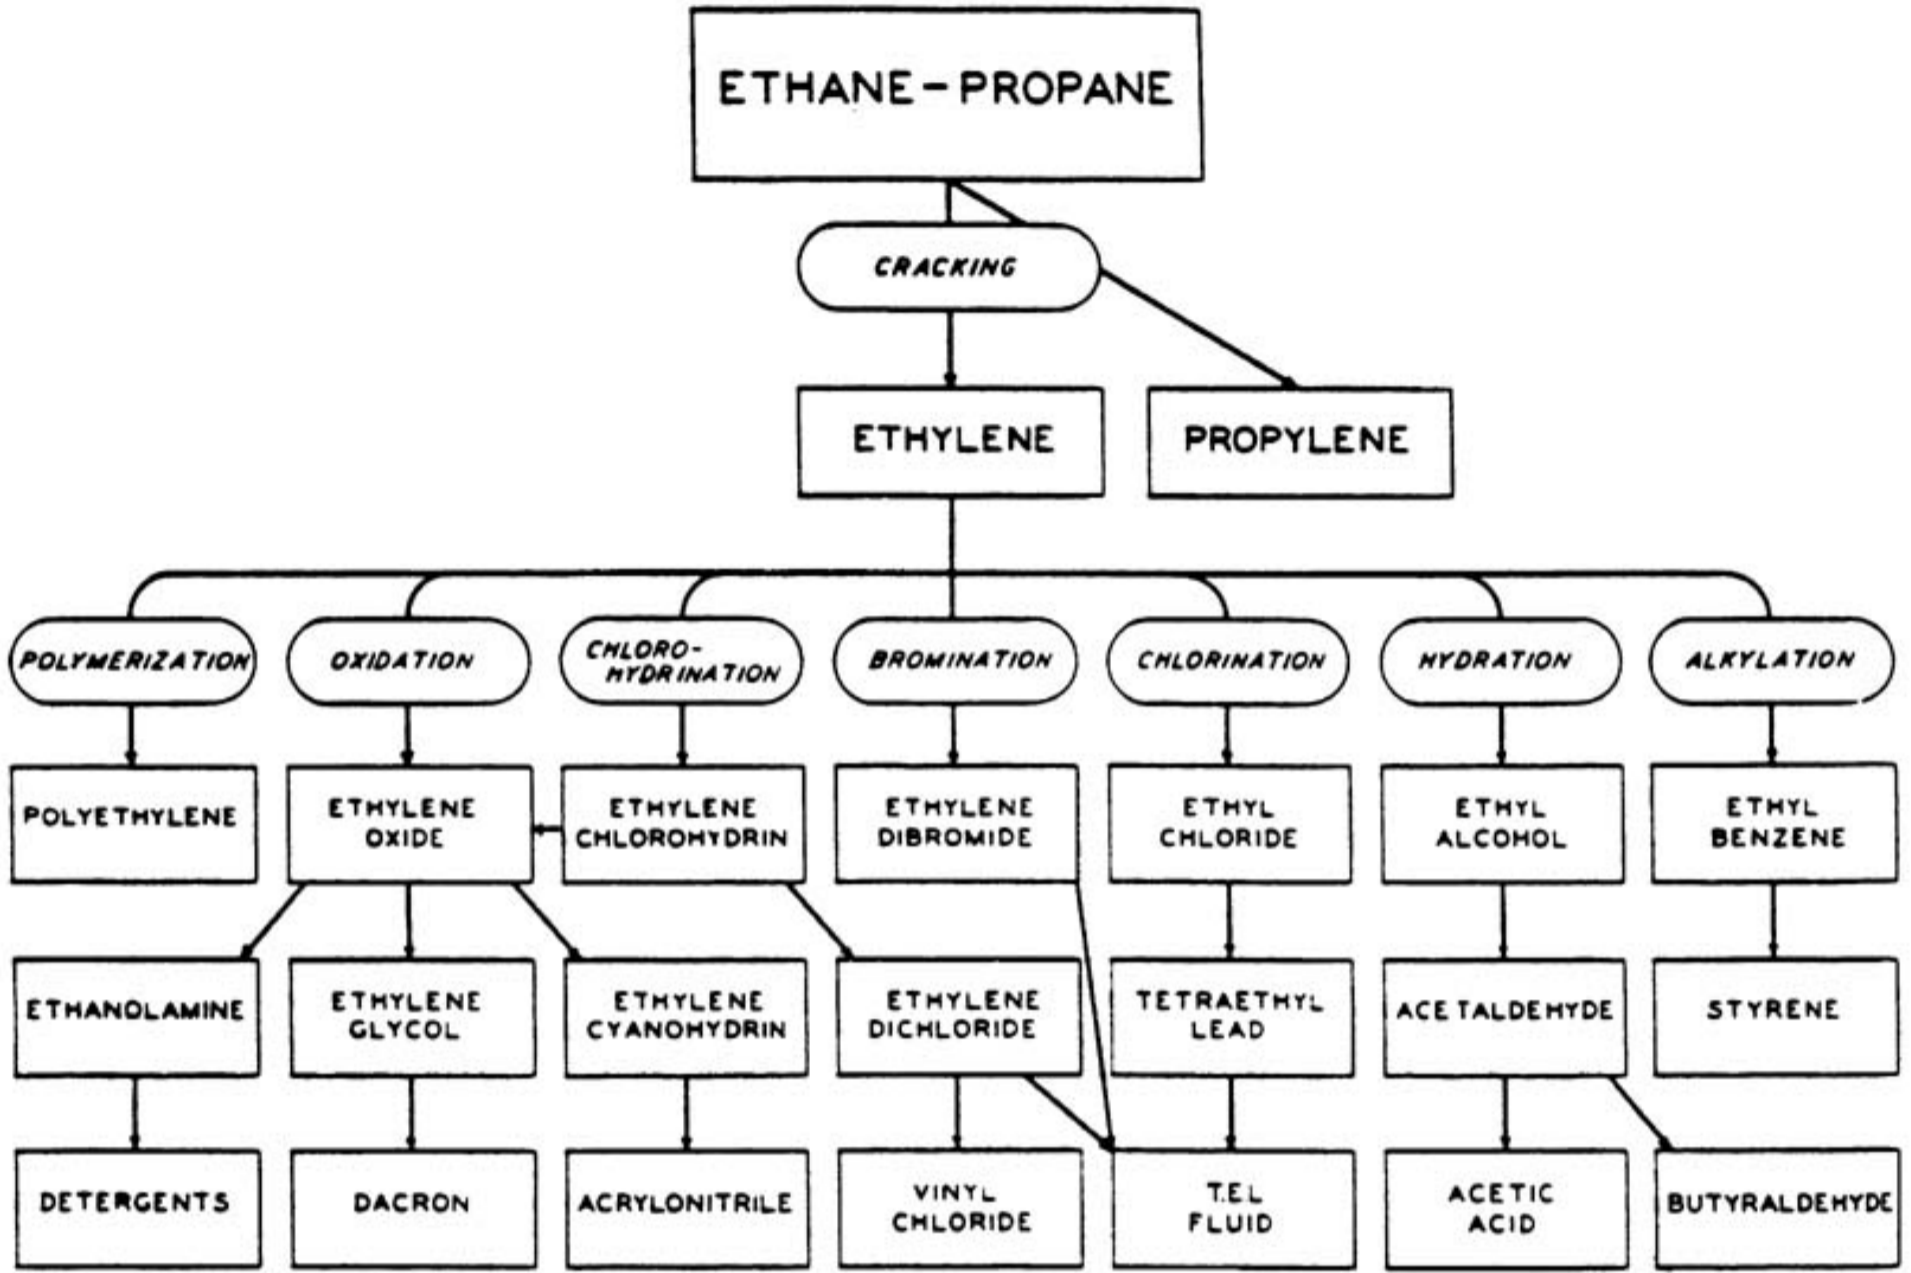 ETHANE-PROPANE
CRACKING
ETHYLENE
PROPYLENE
POLYMERIZATION
OXIDATION
CHLORO-
HYDRINATION
BROMINATION
CHLORINATION
HYDRATION
ALKYLATION
POLYETHYLENE
ETHYLENE
OXIDE
ETHYLENE
CHLOROHYDRIN
ETHYLENE
DIBROMIDE
ETHYL
CHLORIDE
ETHYL
ALCOHOL
ETHYL
BENZENE
ETHANOLAMINE
ETHYLENE
GLYCOL
ETHYLENE
CYANOHYDRIN
ETHYLENE
DICHLORIDE
TETRAETHYL
LEAD
ACETALDEHYDE
STYRENE
DETERGENTS
DACRON
ACRYLONITRILE
VINYL
CHLORIDE
T.E.L
FLUID
ACETIC
ACID
BUTYRALDEHYDE